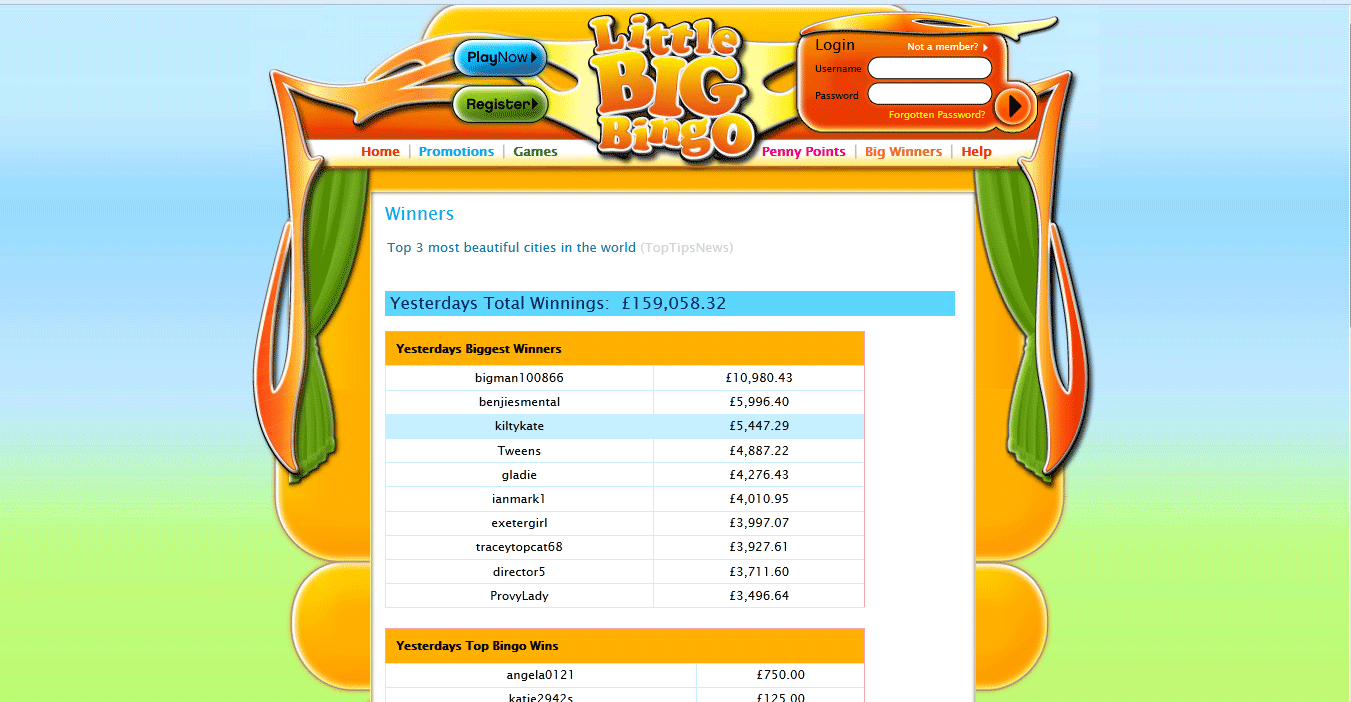 Little
BIG
Bingo
PlayNow
Register
Login Not a member?
Username
Password
Forgotten Password?
Home | Promotions | Games
Penny Points | Big Winners | Help
Winners
Top 3 most beautiful cities in the world (TopTipsNews)
Yesterdays Total Winnings: £159,058.32
Yesterdays Biggest Winners
bigman100866 £10,980.43
benjiesmental £5,996.40
kiltykate £5,447.29
Tweens £4,887.22
gladie £4,276.43
ianmark1 £4,010.95
exetergirl £3,997.07
traceytopcat68 £3,927.61
director5 £3,711.60
ProvyLady £3,496.64
Yesterdays Top Bingo Wins
angela0121 £750.00
katie2942s £125.00